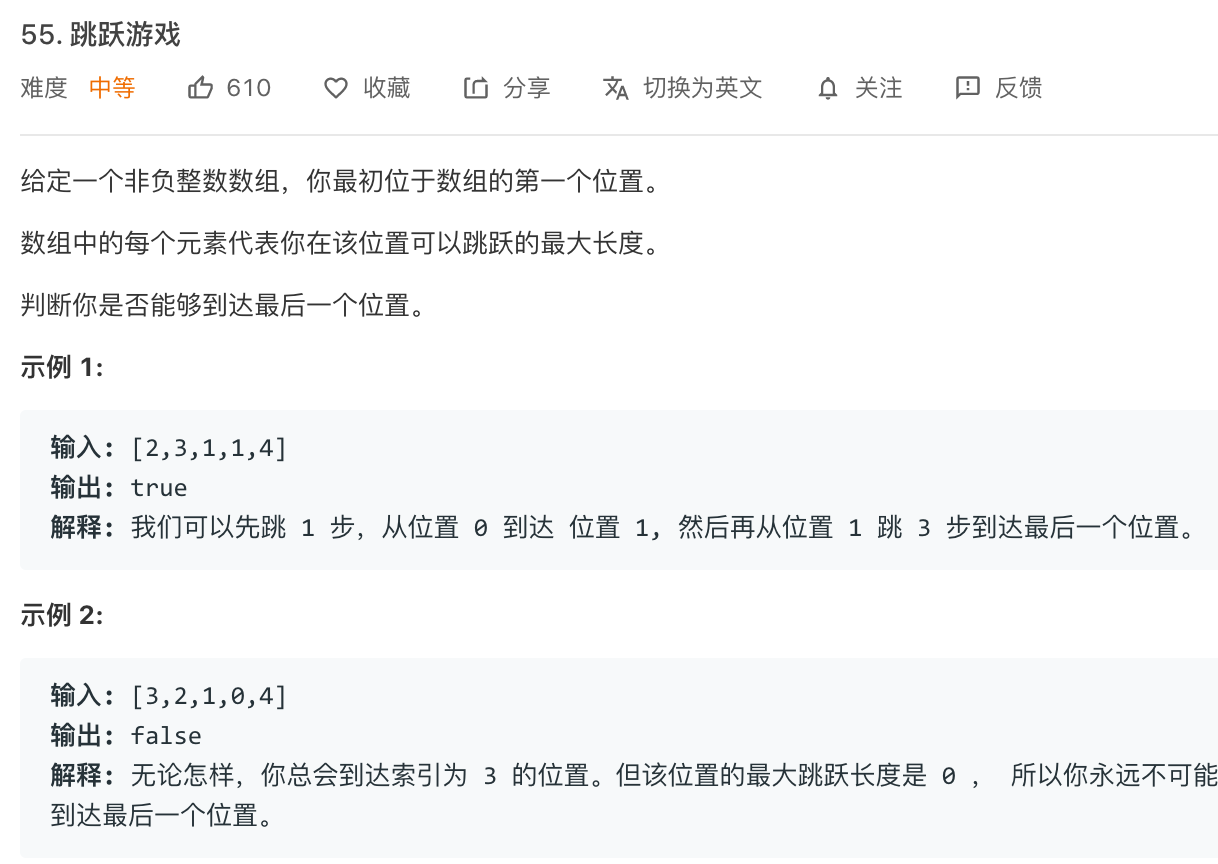 55. 跳跃游戏
难度 中等 610 收藏 分享 切换为英文 关注 反馈
给定一个非负整数数组，你最初位于数组的第一个位置。
数组中的每个元素代表你在该位置可以跳跃的最大长度。
判断你是否能够到达最后一个位置。
示例 1:
输入: [2,3,1,1,4]
输出: true
解释: 我们可以先跳 1 步，从位置 0 到达 位置 1, 然后再从位置 1 跳 3 步到达最后一个位置。
示例 2:
输入: [3,2,1,0,4]
输出: false
解释: 无论怎样，你总会到达索引为 3 的位置。但该位置的最大跳跃长度是 0 ， 所以你永远不可能
到达最后一个位置。